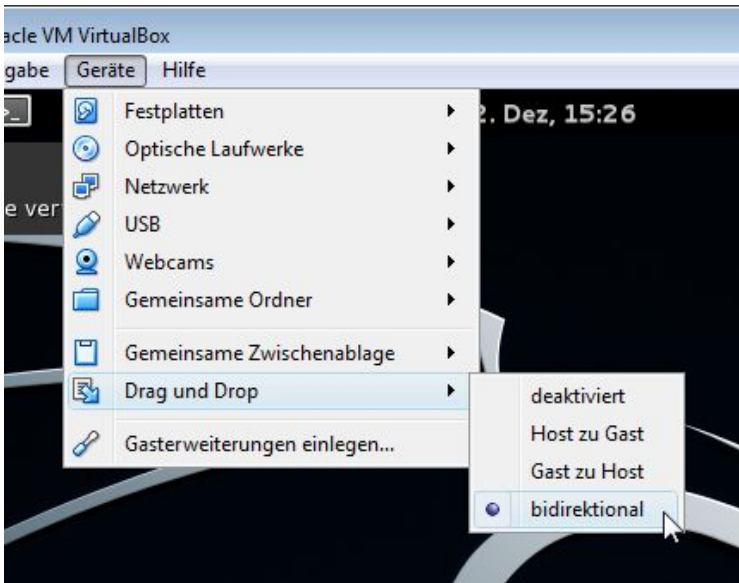 acle VM VirtualBox
gabe Geräte Hilfe
>_
2. Dez, 15:26
Festplatten
Optische Laufwerke
Netzwerk
e ver
USB
Webcams
Gemeinsame Ordner
Gemeinsame Zwischenablage
Drag und Drop
deaktiviert
Host zu Gast
Gast zu Host
bidirektional
Gasterweiterungen einlegen...